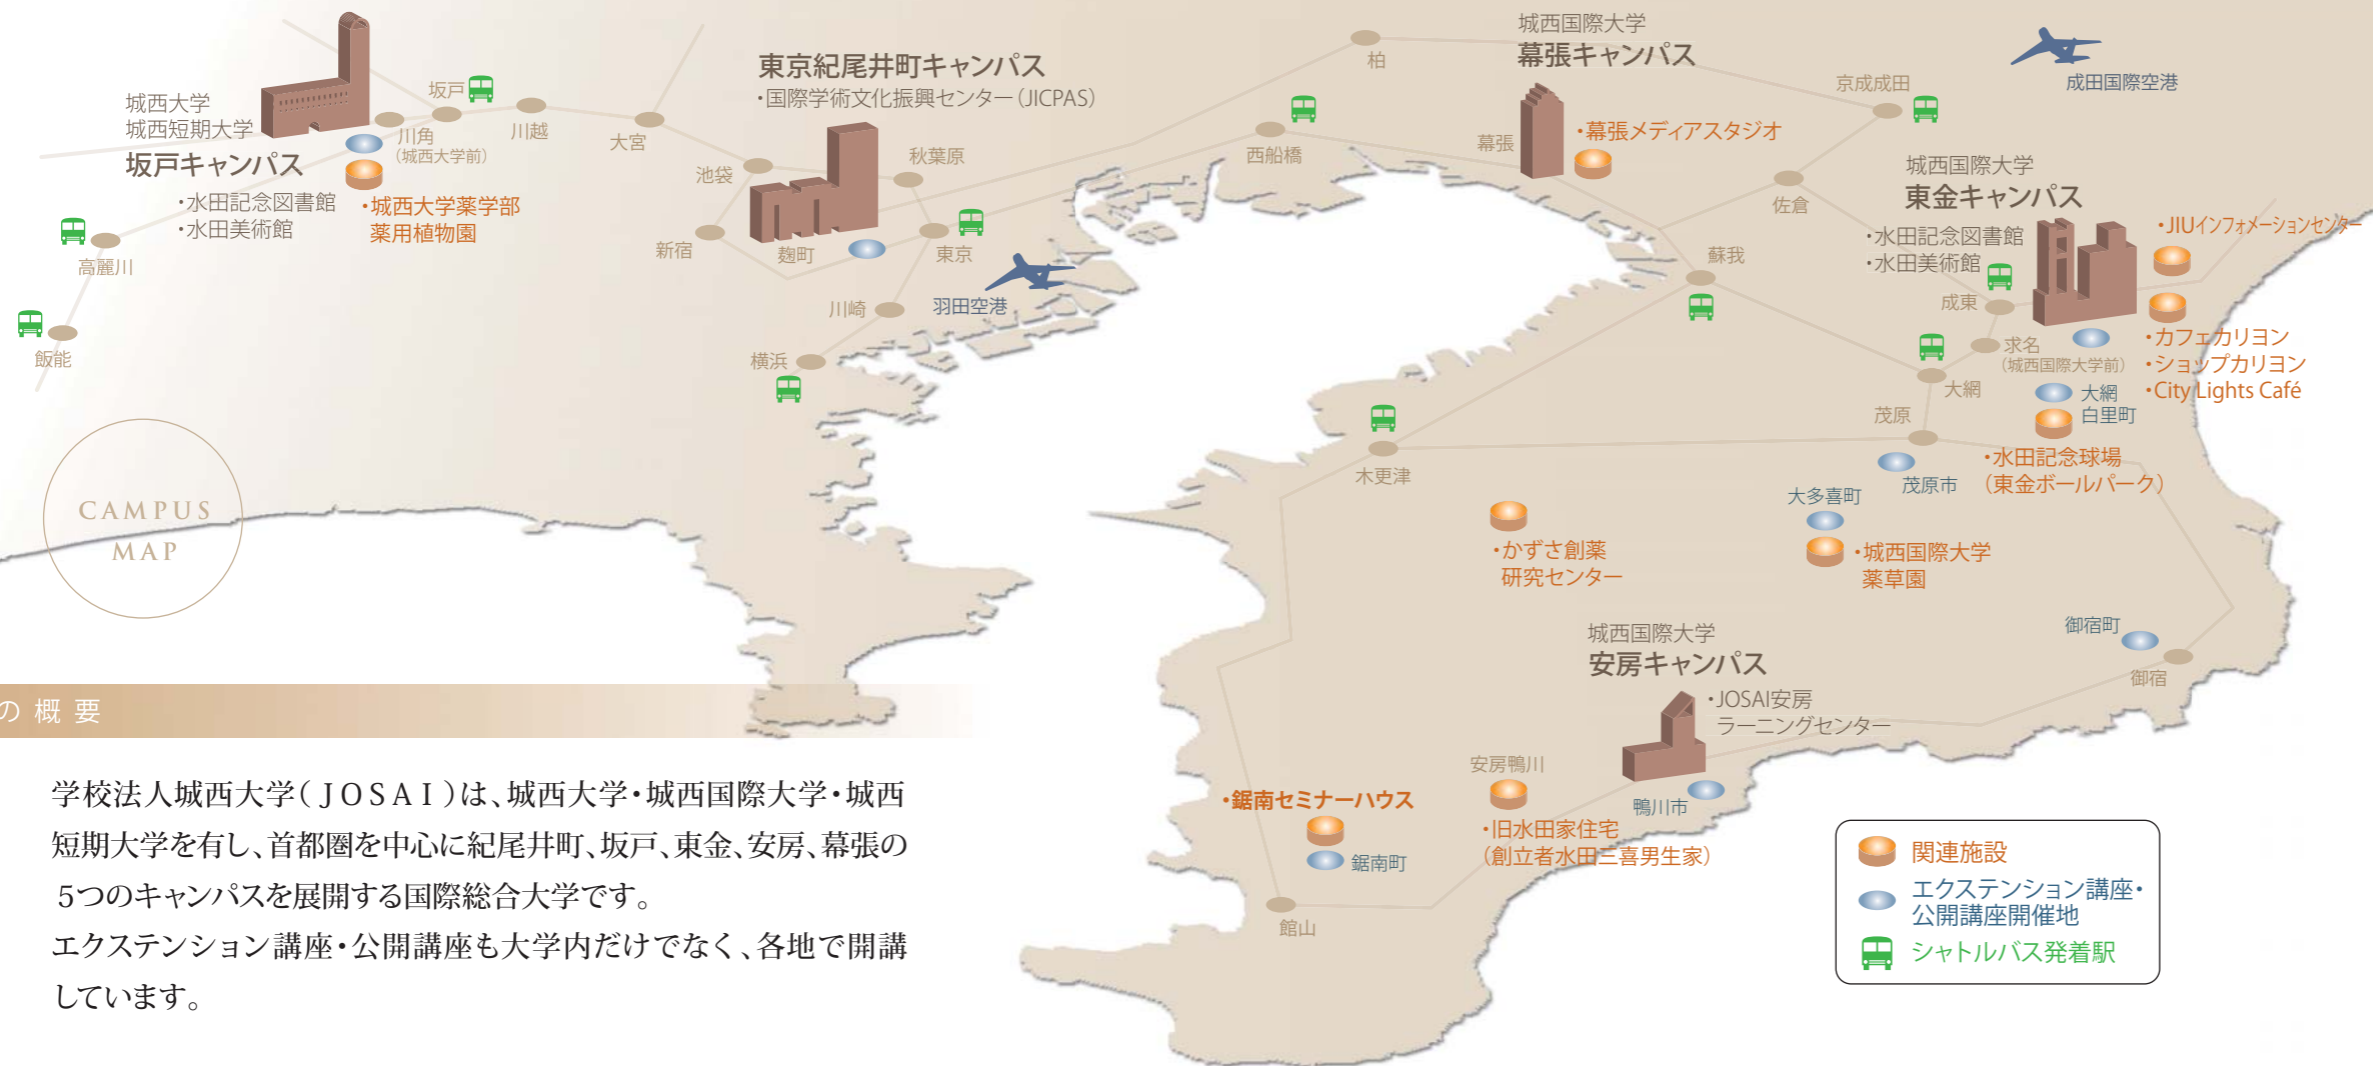 城西大学
城西短期大学
坂戸キャンパス
・水田記念図書館
・水田美術館
・城西大学薬学部
薬用植物園
坂戸
川角
（城西大学前）
川越
大宮
高麗川
飯能
東京紀尾井町キャンパス
・国際学術文化振興センター（JICPAS）
池袋
秋葉原
新宿
麹町
東京
川崎
羽田空港
横浜
柏
西船橋
城西国際大学
幕張キャンパス
幕張
・幕張メディアスタジオ
京成成田
成田国際空港
佐倉
蘇我
城西国際大学
東金キャンパス
・水田記念図書館
・水田美術館
・JIUインフォメーションセンター
成東
求名
（城西国際大学前）
・カフェカリヨン
・ショップカリヨン
・City Lights Café
大網
大網
白里町
茂原
・水田記念球場
（東金ボールパーク）
茂原市
木更津
大多喜町
・城西国際大学
薬草園
・かずさ創薬
研究センター
御宿町
御宿
城西国際大学
安房キャンパス
・JOSAI安房
ラーニングセンター
安房鴨川
鴨川市
・旧水田家住宅
（創立者水田三喜男生家）
・鋸南セミナーハウス
鋸南町
館山
CAMPUS
MAP
の概要
学校法人城西大学（JOSAI）は、城西大学・城西国際大学・城西
短期大学を有し、首都圏を中心に紀尾井町、坂戸、東金、安房、幕張の
5つのキャンパスを展開する国際総合大学です。
エクステンション講座・公開講座も大学内だけでなく、各地で開講
しています。
関連施設
エクステンション講座・
公開講座開催地
シャトルバス発着駅